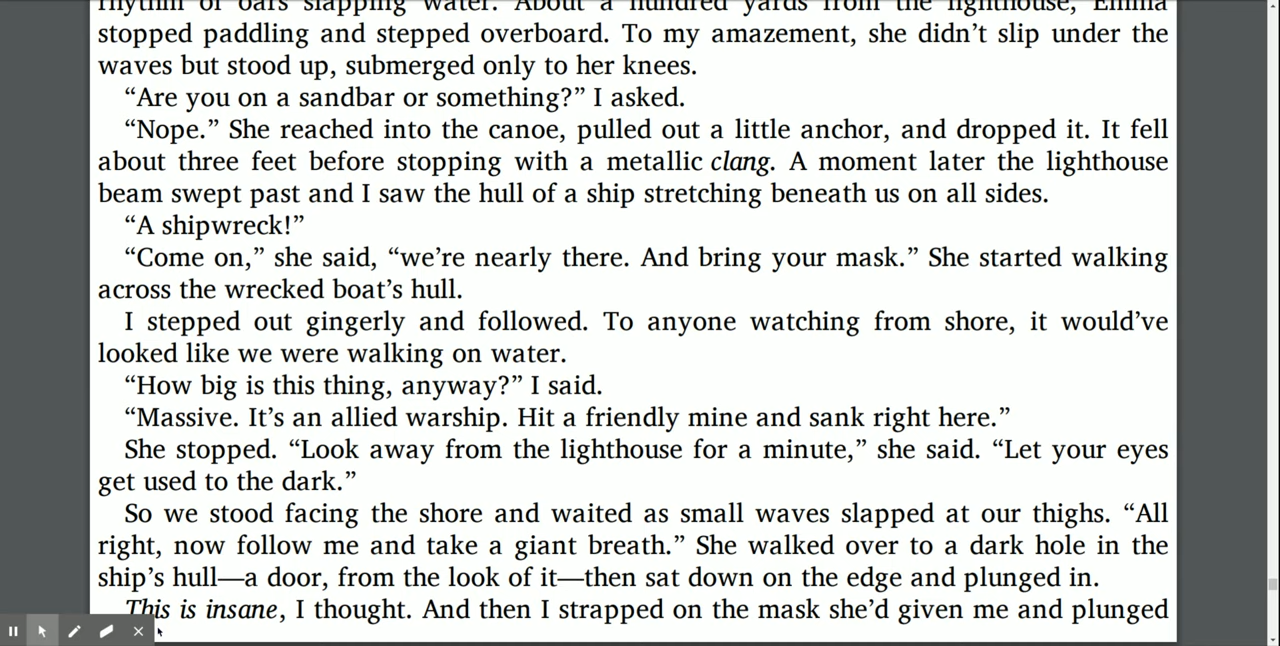 rhythm of oars slapping water. About a hundred yards from the lighthouse, Emma
stopped paddling and stepped overboard. To my amazement, she didn’t slip under the
waves but stood up, submerged only to her knees.
“Are you on a sandbar or something?” I asked.
“Nope.” She reached into the canoe, pulled out a little anchor, and dropped it. It fell
about three feet before stopping with a metallic clang. A moment later the lighthouse
beam swept past and I saw the hull of a ship stretching beneath us on all sides.
“A shipwreck!”
“Come on,” she said, “we’re nearly there. And bring your mask.” She started walking
across the wrecked boat’s hull.
I stepped out gingerly and followed. To anyone watching from shore, it would’ve
looked like we were walking on water.
“How big is this thing, anyway?” I said.
“Massive. It’s an allied warship. Hit a friendly mine and sank right here.”
She stopped. “Look away from the lighthouse for a minute,” she said. “Let your eyes
get used to the dark.”
So we stood facing the shore and waited as small waves slapped at our thighs. “All
right, now follow me and take a giant breath.” She walked over to a dark hole in the
ship’s hull—a door, from the look of it—then sat down on the edge and plunged in.
This is insane, I thought. And then I strapped on the mask she’d given me and plunged